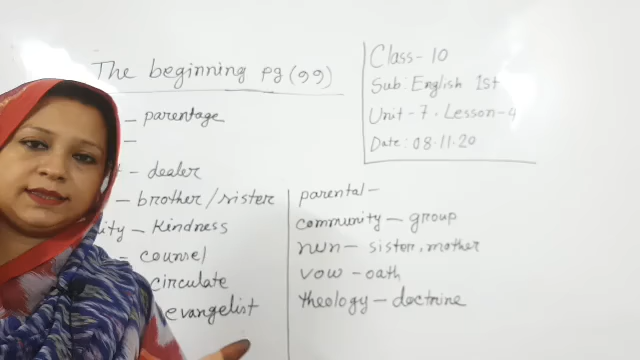 The beginning pg (99)
Class- 10
Sub: English 1st
Unit-7. Lesson-4
Date: 08.11.20
- parentage
-
- dealer
- brother/sister
ity - Kindness
- counsel
circulate
evangelist
parental-
community - group
nun - sister, mother
vow - oath
theology - doctrine